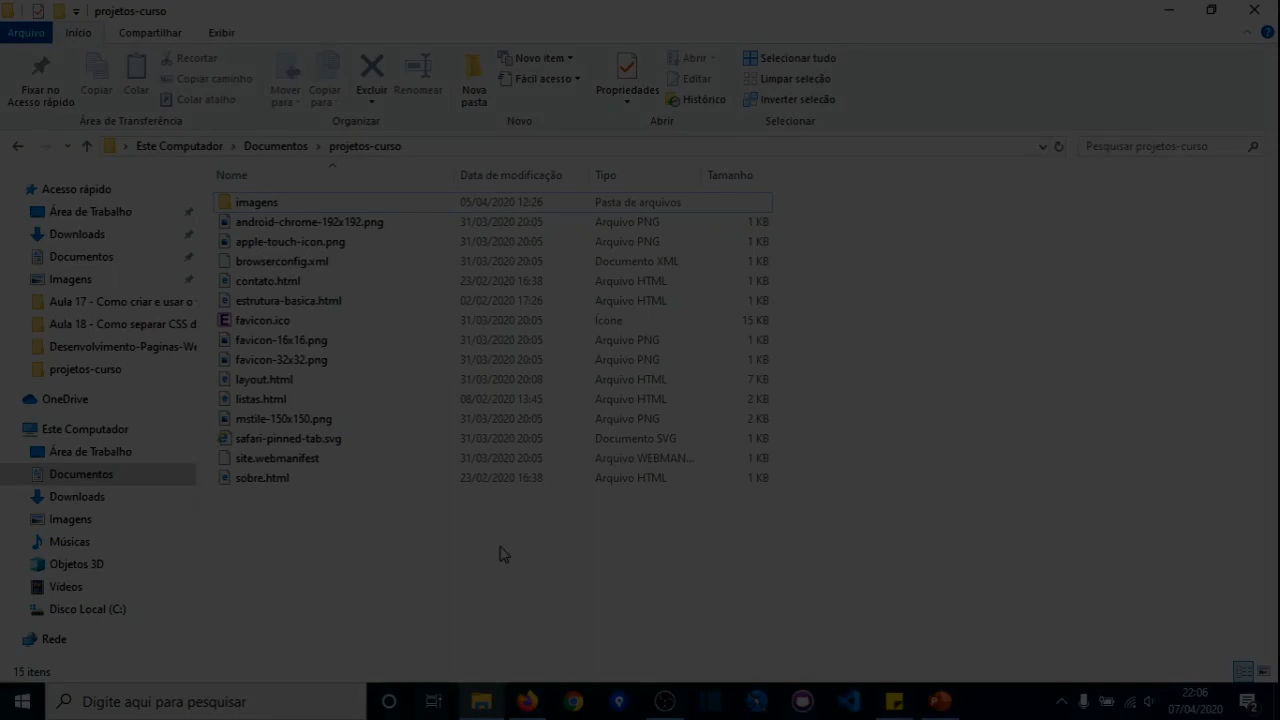 projetos-curso
Arquivo Início Compartilhar Exibir
Fixar no Acesso rápido
Copiar
Colar
Recortar
Copiar caminho
Colar atalho
Área de Transferência
Mover para
Copiar para
Excluir
Renomear
Organizar
Nova pasta
Novo item
Fácil acesso
Novo
Propriedades
Abrir
Editar
Histórico
Abrir
Selecionar tudo
Limpar seleção
Inverter seleção
Selecionar
Este Computador > Documentos > projetos-curso
Pesquisar projetos-curso
Acesso rápido
Área de Trabalho
Downloads
Documentos
Imagens
Aula 17 - Como criar e usar o
Aula 18 - Como separar CSS d
Desenvolvimento-Paginas-We
projetos-curso
OneDrive
Este Computador
Área de Trabalho
Documentos
Downloads
Imagens
Músicas
Objetos 3D
Vídeos
Disco Local (C:)
Rede
Nome Data de modificação Tipo Tamanho
imagens 05/04/2020 12:26 Pasta de arquivos
android-chrome-192x192.png 31/03/2020 20:05 Arquivo PNG 1 KB
apple-touch-icon.png 31/03/2020 20:05 Arquivo PNG 1 KB
browserconfig.xml 31/03/2020 20:05 Documento XML 1 KB
contato.html 23/02/2020 16:38 Arquivo HTML 1 KB
estrutura-basica.html 02/02/2020 17:26 Arquivo HTML 1 KB
favicon.ico 31/03/2020 20:05 Ícone 15 KB
favicon-16x16.png 31/03/2020 20:05 Arquivo PNG 1 KB
favicon-32x32.png 31/03/2020 20:05 Arquivo PNG 1 KB
layout.html 31/03/2020 20:08 Arquivo HTML 7 KB
listas.html 08/02/2020 13:45 Arquivo HTML 2 KB
mstile-150x150.png 31/03/2020 20:05 Arquivo PNG 2 KB
safari-pinned-tab.svg 31/03/2020 20:05 Documento SVG 1 KB
site.webmanifest 31/03/2020 20:05 Arquivo WEBMAN... 1 KB
sobre.html 23/02/2020 16:38 Arquivo HTML 1 KB
15 itens
Digite aqui para pesquisar
22:06
07/04/2020